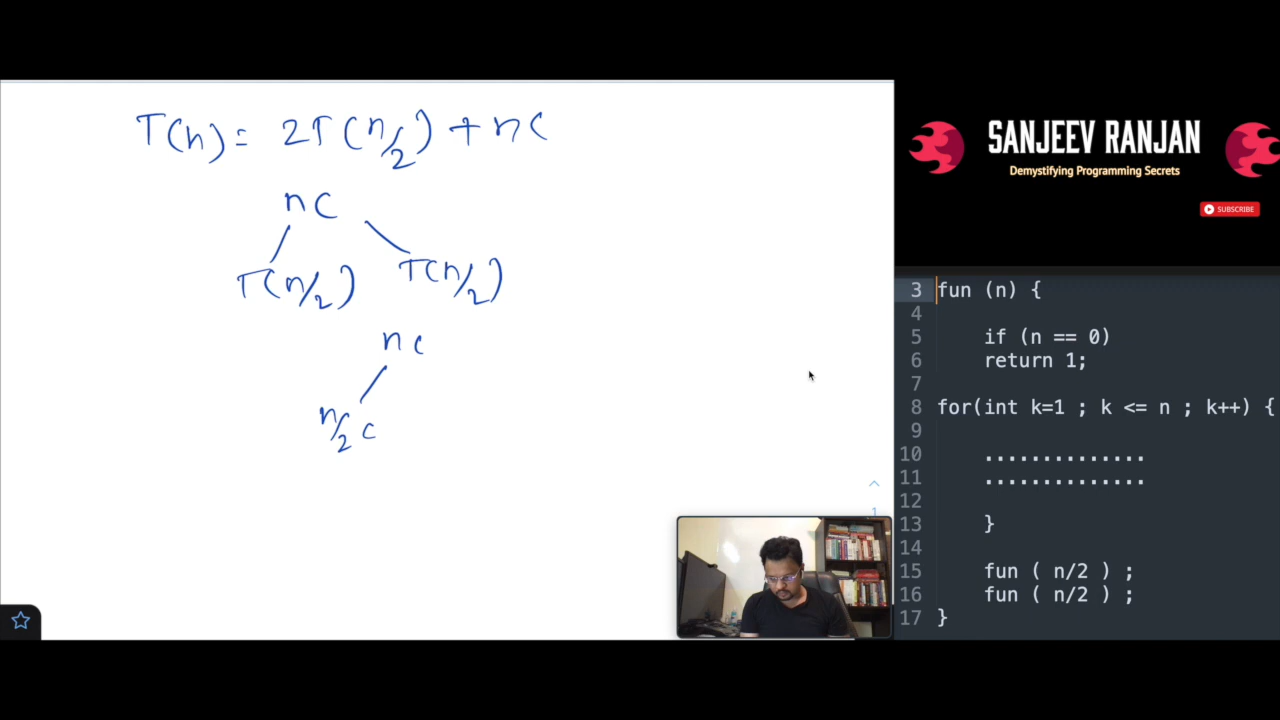 T(n) = 2T(n/2) + nc
nc
T(n/2) T(n/2)
nc
n/2 c
1
SANJEEV RANJAN
Demystifying Programming Secrets
SUBSCRIBE
3 fun (n) {
4
5 if (n == 0)
6 return 1;
7
8 for(int k=1 ; k <= n ; k++) {
9
10 ..............
11 ..............
12
13 }
14
15 fun ( n/2 ) ;
16 fun ( n/2 ) ;
17 }